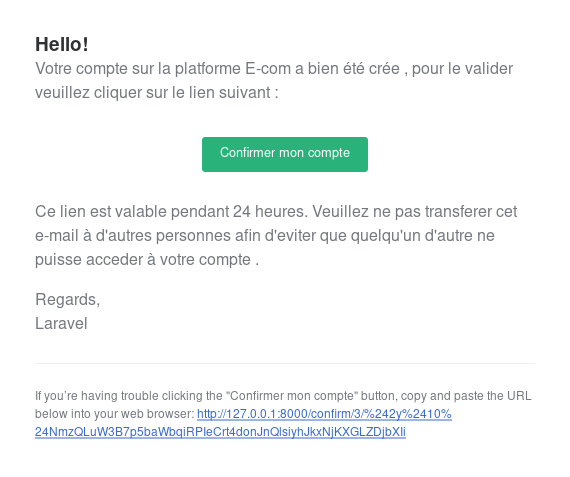 Hello!
Votre compte sur la platforme E-com a bien été crée , pour le valider
veuillez cliquer sur le lien suivant :
Confirmer mon compte
Ce lien est valable pendant 24 heures. Veuillez ne pas transferer cet
e-mail à d'autres personnes afin d'eviter que quelqu'un d'autre ne
puisse acceder à votre compte .
Regards,
Laravel
If you’re having trouble clicking the "Confirmer mon compte" button, copy and paste the URL
below into your web browser: http://127.0.0.1:8000/confirm/3/%242y%2410%
24NmzQLuW3B7p5baWbqiRPIeCrt4donJnQlsiyhJkxNjKXGLZDjbXIi